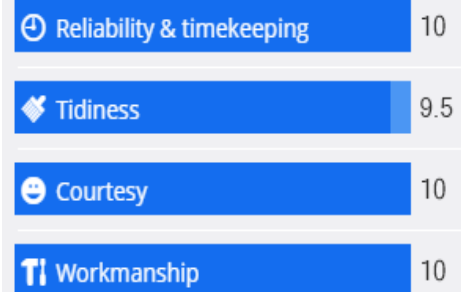 Reliability & timekeeping 10
Tidiness 9.5
Courtesy 10
Workmanship 10